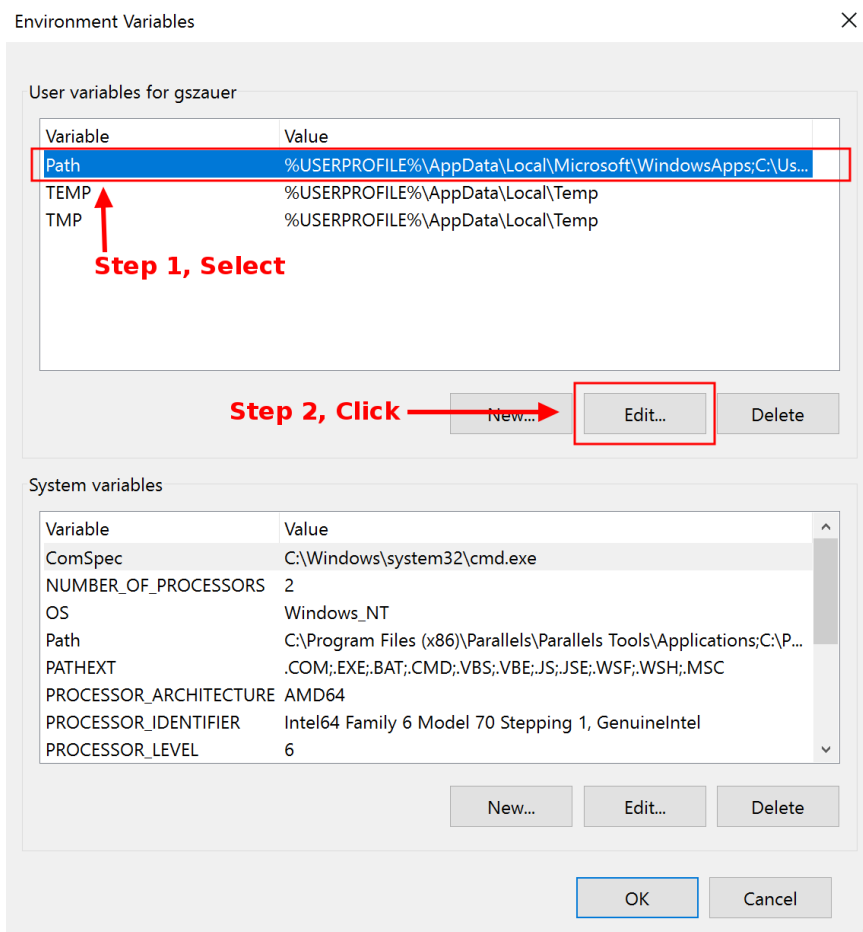 Environment Variables
User variables for gszauer
Variable Value
Path %USERPROFILE%\AppData\Local\Microsoft\WindowsApps;C:\Us...
TEMP %USERPROFILE%\AppData\Local\Temp
TMP %USERPROFILE%\AppData\Local\Temp
Step 1, Select
Step 2, Click New... Edit... Delete
System variables
Variable Value
ComSpec C:\Windows\system32\cmd.exe
NUMBER_OF_PROCESSORS 2
OS Windows_NT
Path C:\Program Files (x86)\Parallels\Parallels Tools\Applications;C:\P...
PATHEXT .COM;.EXE;.BAT;.CMD;.VBS;.VBE;.JS;.JSE;.WSF;.WSH;.MSC
PROCESSOR_ARCHITECTURE AMD64
PROCESSOR_IDENTIFIER Intel64 Family 6 Model 70 Stepping 1, GenuineIntel
PROCESSOR_LEVEL 6
New... Edit... Delete
OK Cancel